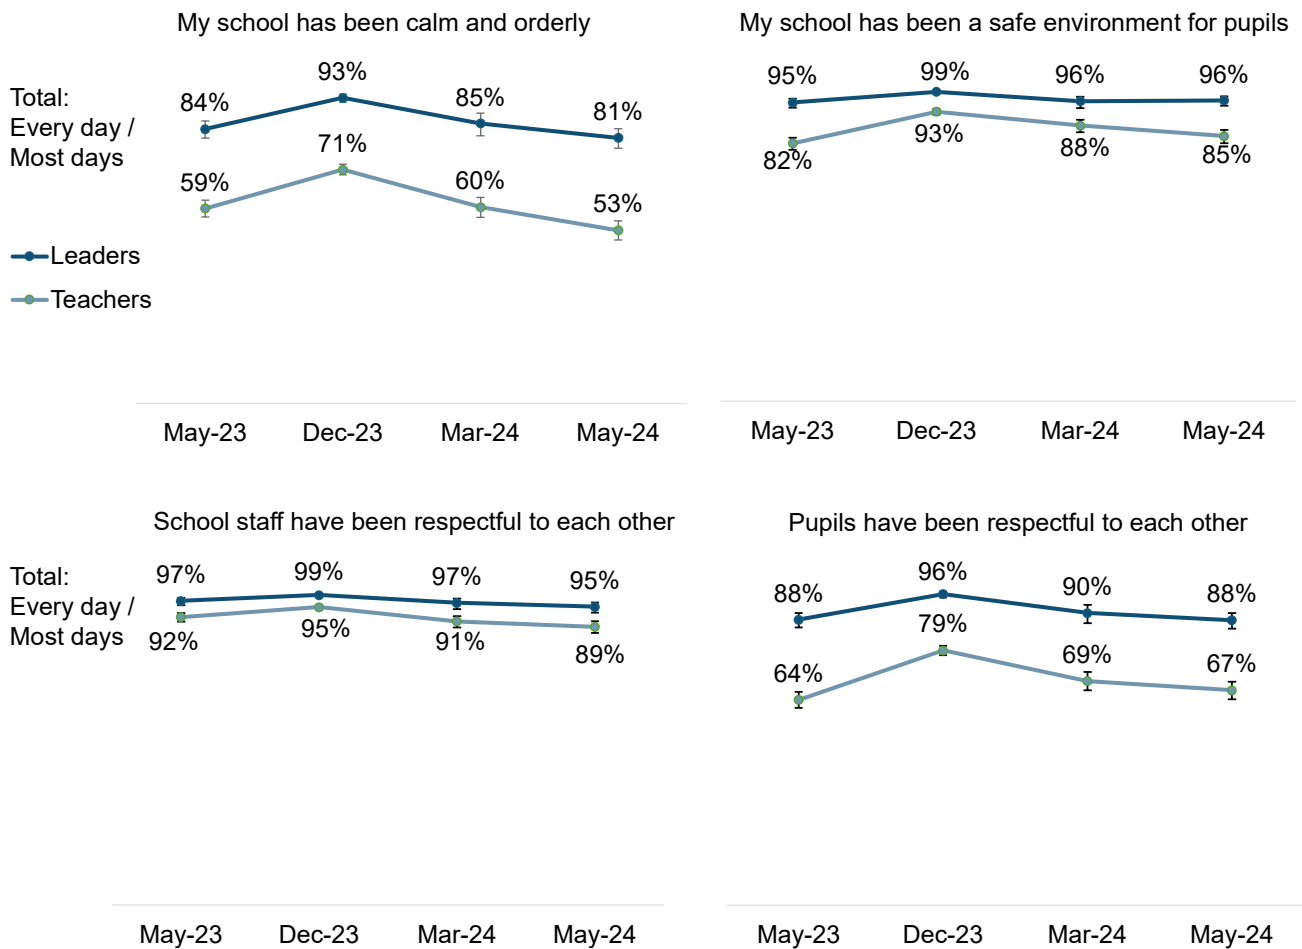 My school has been calm and orderly
Total:
Every day /
Most days
84%
93%
85%
81%
59%
71%
60%
53%
Leaders
Teachers
May-23
Dec-23
Mar-24
May-24
My school has been a safe environment for pupils
95%
99%
96%
96%
82%
93%
88%
85%
May-23
Dec-23
Mar-24
May-24
School staff have been respectful to each other
Total:
Every day /
Most days
97%
99%
97%
95%
92%
95%
91%
89%
May-23
Dec-23
Mar-24
May-24
Pupils have been respectful to each other
88%
96%
90%
88%
64%
79%
69%
67%
May-23
Dec-23
Mar-24
May-24